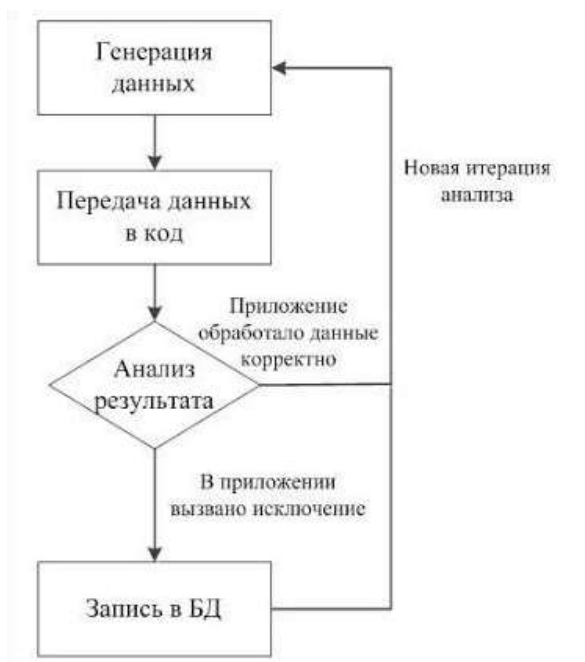 Генерация
данных
Передача данных
в код
Новая итерация
анализа
Приложение
обработало данные
корректно
Анализ
результата
В приложении
вызвано исключение
Запись в БД